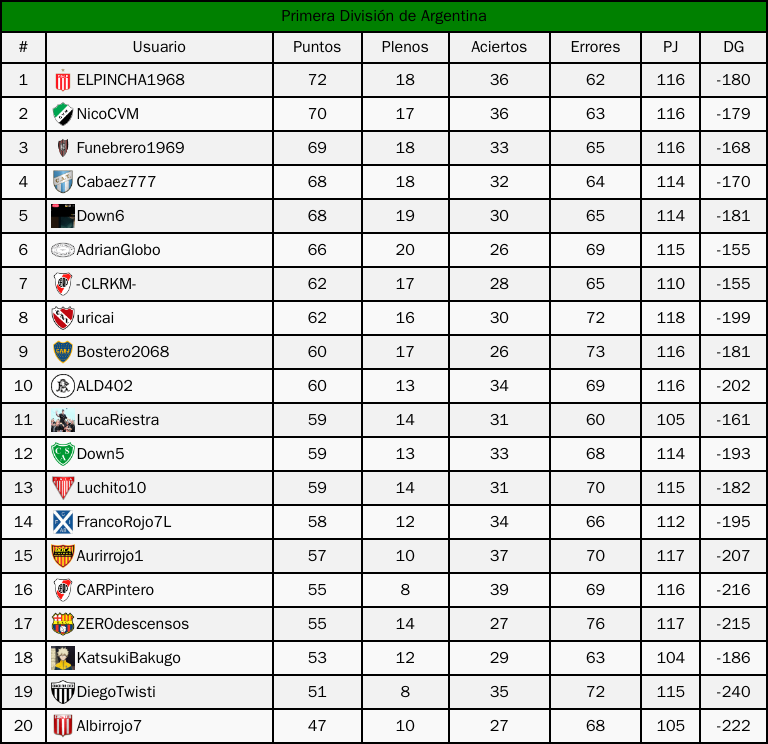 Primera División de Argentina
# Usuario Puntos Plenos Aciertos Errores PJ DG
1 ELPINCHA1968 72 18 36 62 116 -180
2 NicoCVM 70 17 36 63 116 -179
3 Funebrero1969 69 18 33 65 116 -168
4 Cabaez777 68 18 32 64 114 -170
5 Down6 68 19 30 65 114 -181
6 AdrianGlobo 66 20 26 69 115 -155
7 -CLRKM- 62 17 28 65 110 -155
8 uricai 62 16 30 72 118 -199
9 Bostero2068 60 17 26 73 116 -181
10 ALD402 60 13 34 69 116 -202
11 LucaRiestra 59 14 31 60 105 -161
12 Down5 59 13 33 68 114 -193
13 Luchito10 59 14 31 70 115 -182
14 FrancoRojo7L 58 12 34 66 112 -195
15 Aurirrojo1 57 10 37 70 117 -207
16 CARPintero 55 8 39 69 116 -216
17 ZER0descensos 55 14 27 76 117 -215
18 KatsukiBakugo 53 12 29 63 104 -186
19 DiegoTwisti 51 8 35 72 115 -240
20 Albirrojo7 47 10 27 68 105 -222